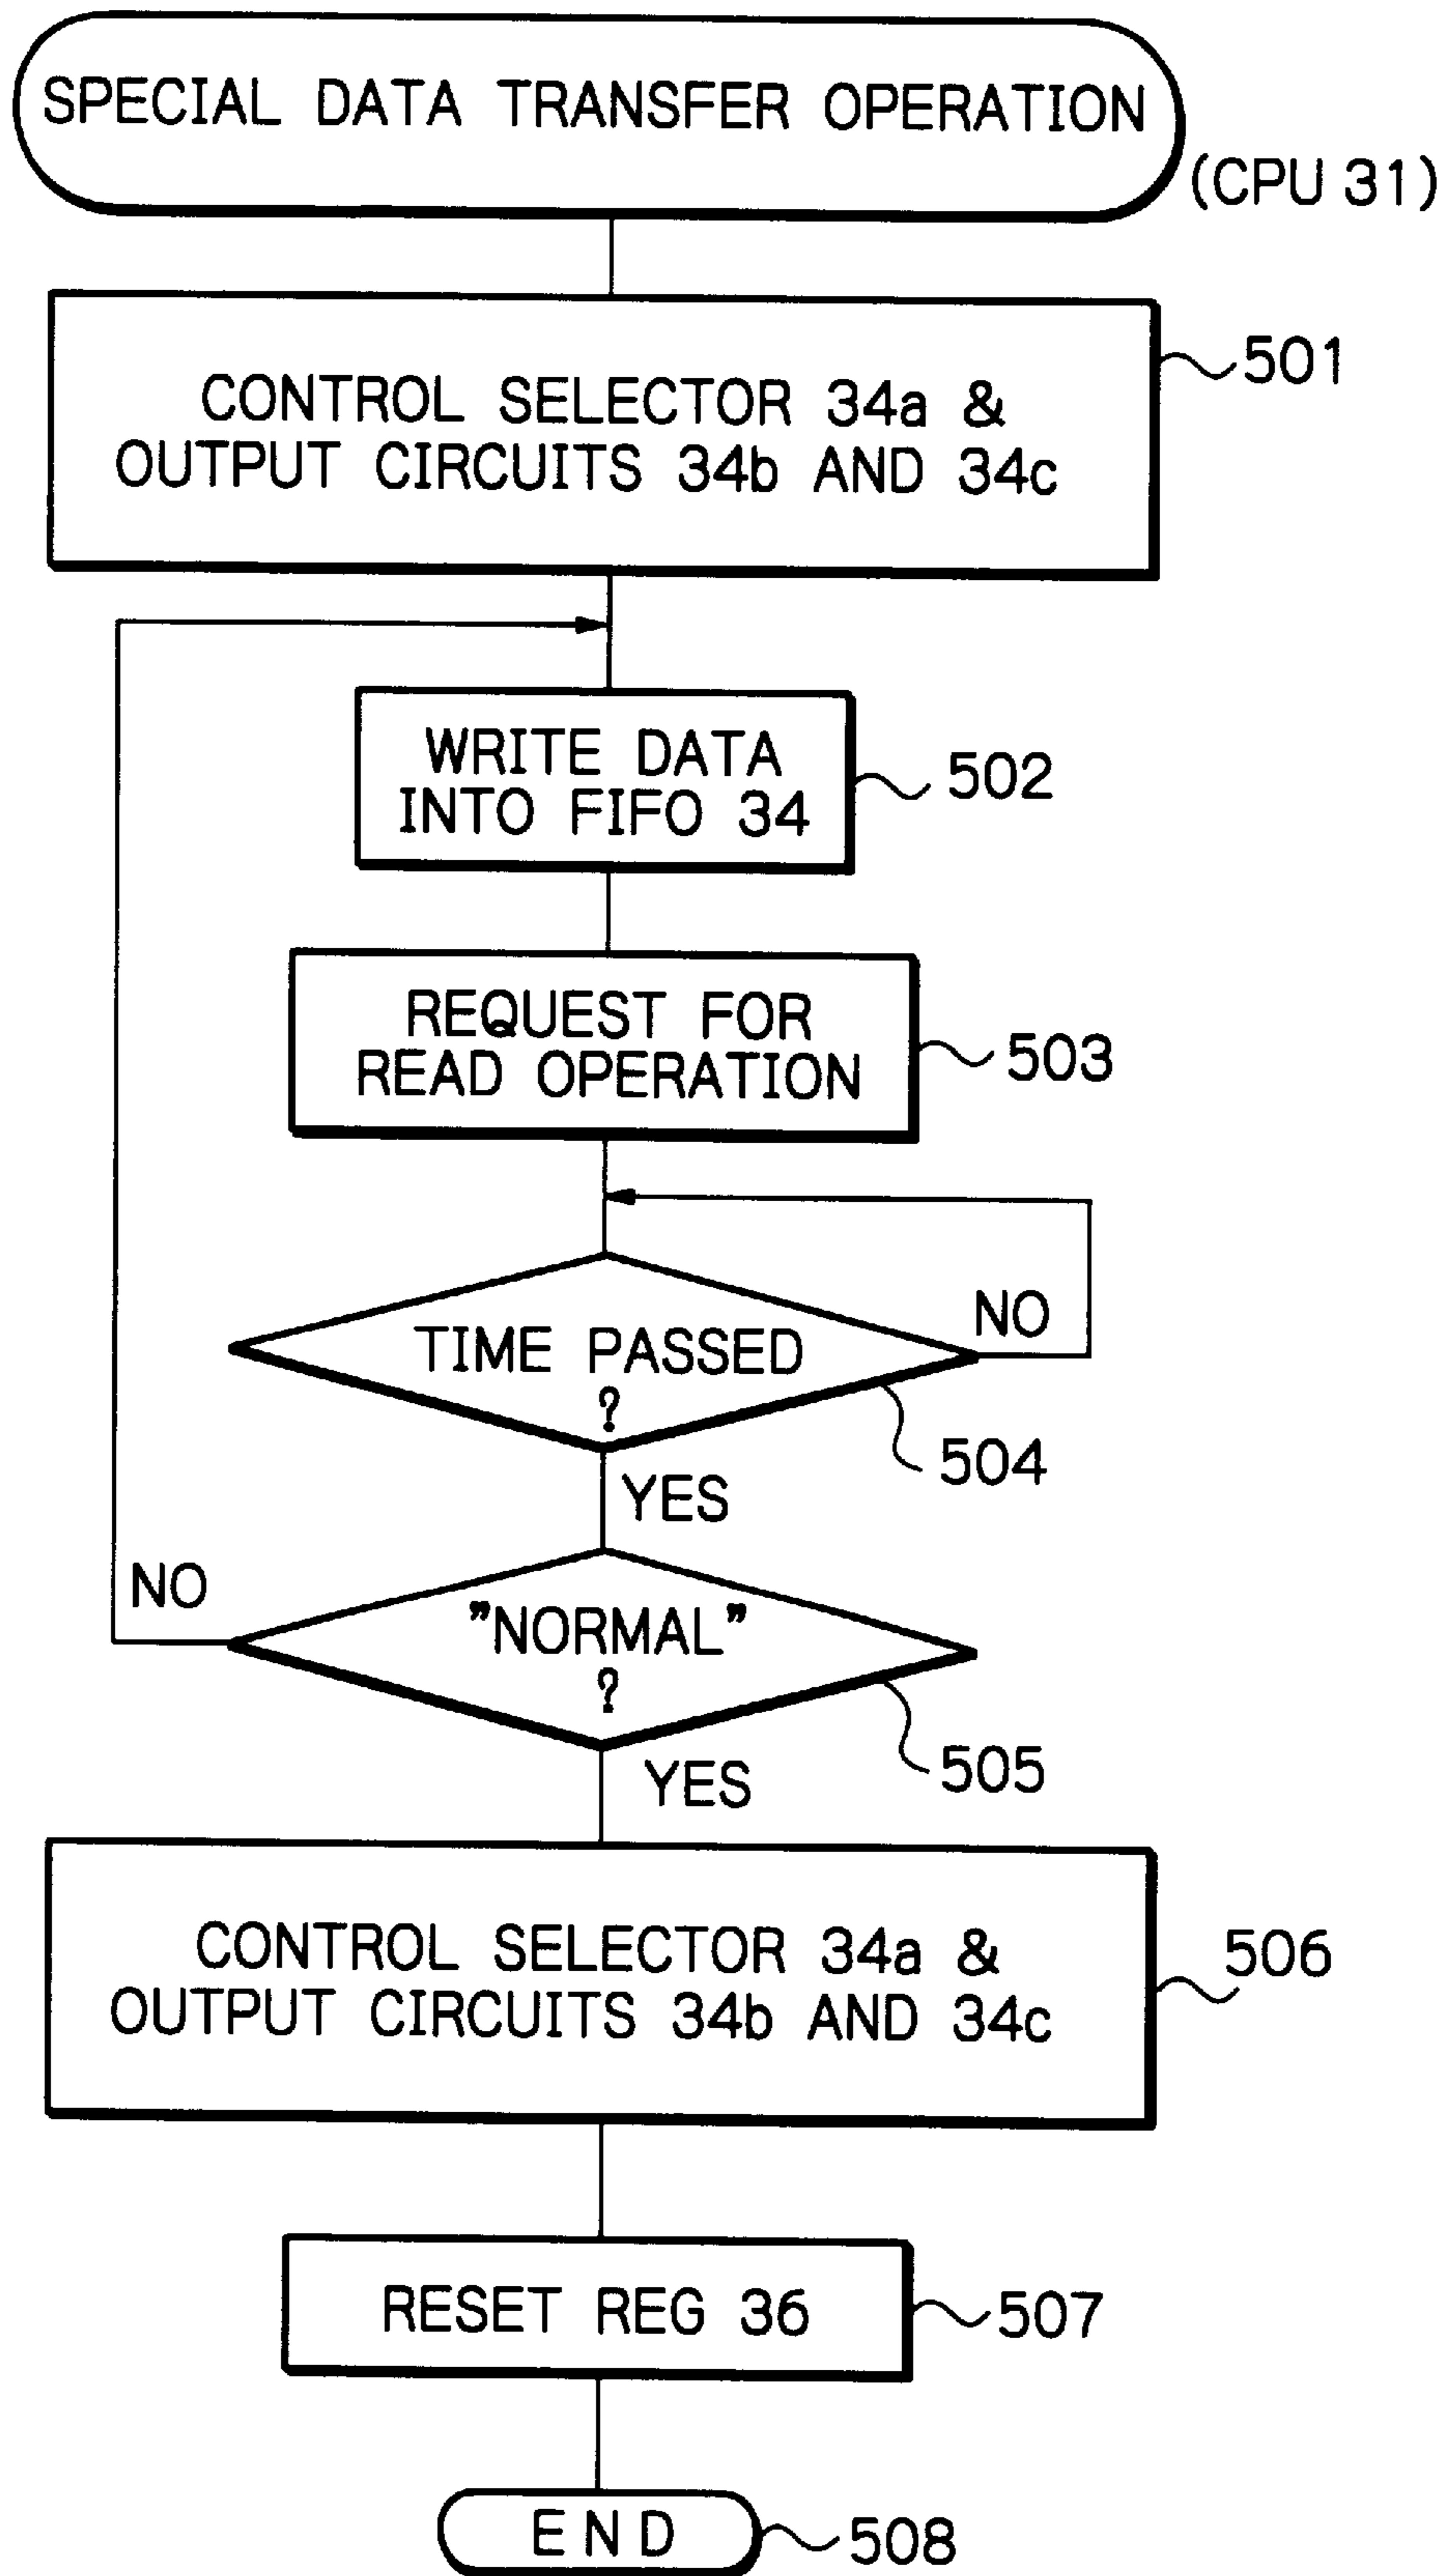 SPECIAL DATA TRANSFER OPERATION
(CPU 31)
CONTROL SELECTOR 34a &
OUTPUT CIRCUITS 34b AND 34c
501
WRITE DATA
INTO FIFO 34
502
REQUEST FOR
READ OPERATION
503
NO
TIME PASSED
?
504
YES
NO
"NORMAL"
?
505
YES
CONTROL SELECTOR 34a &
OUTPUT CIRCUITS 34b AND 34c
506
RESET REG 36
507
END
508